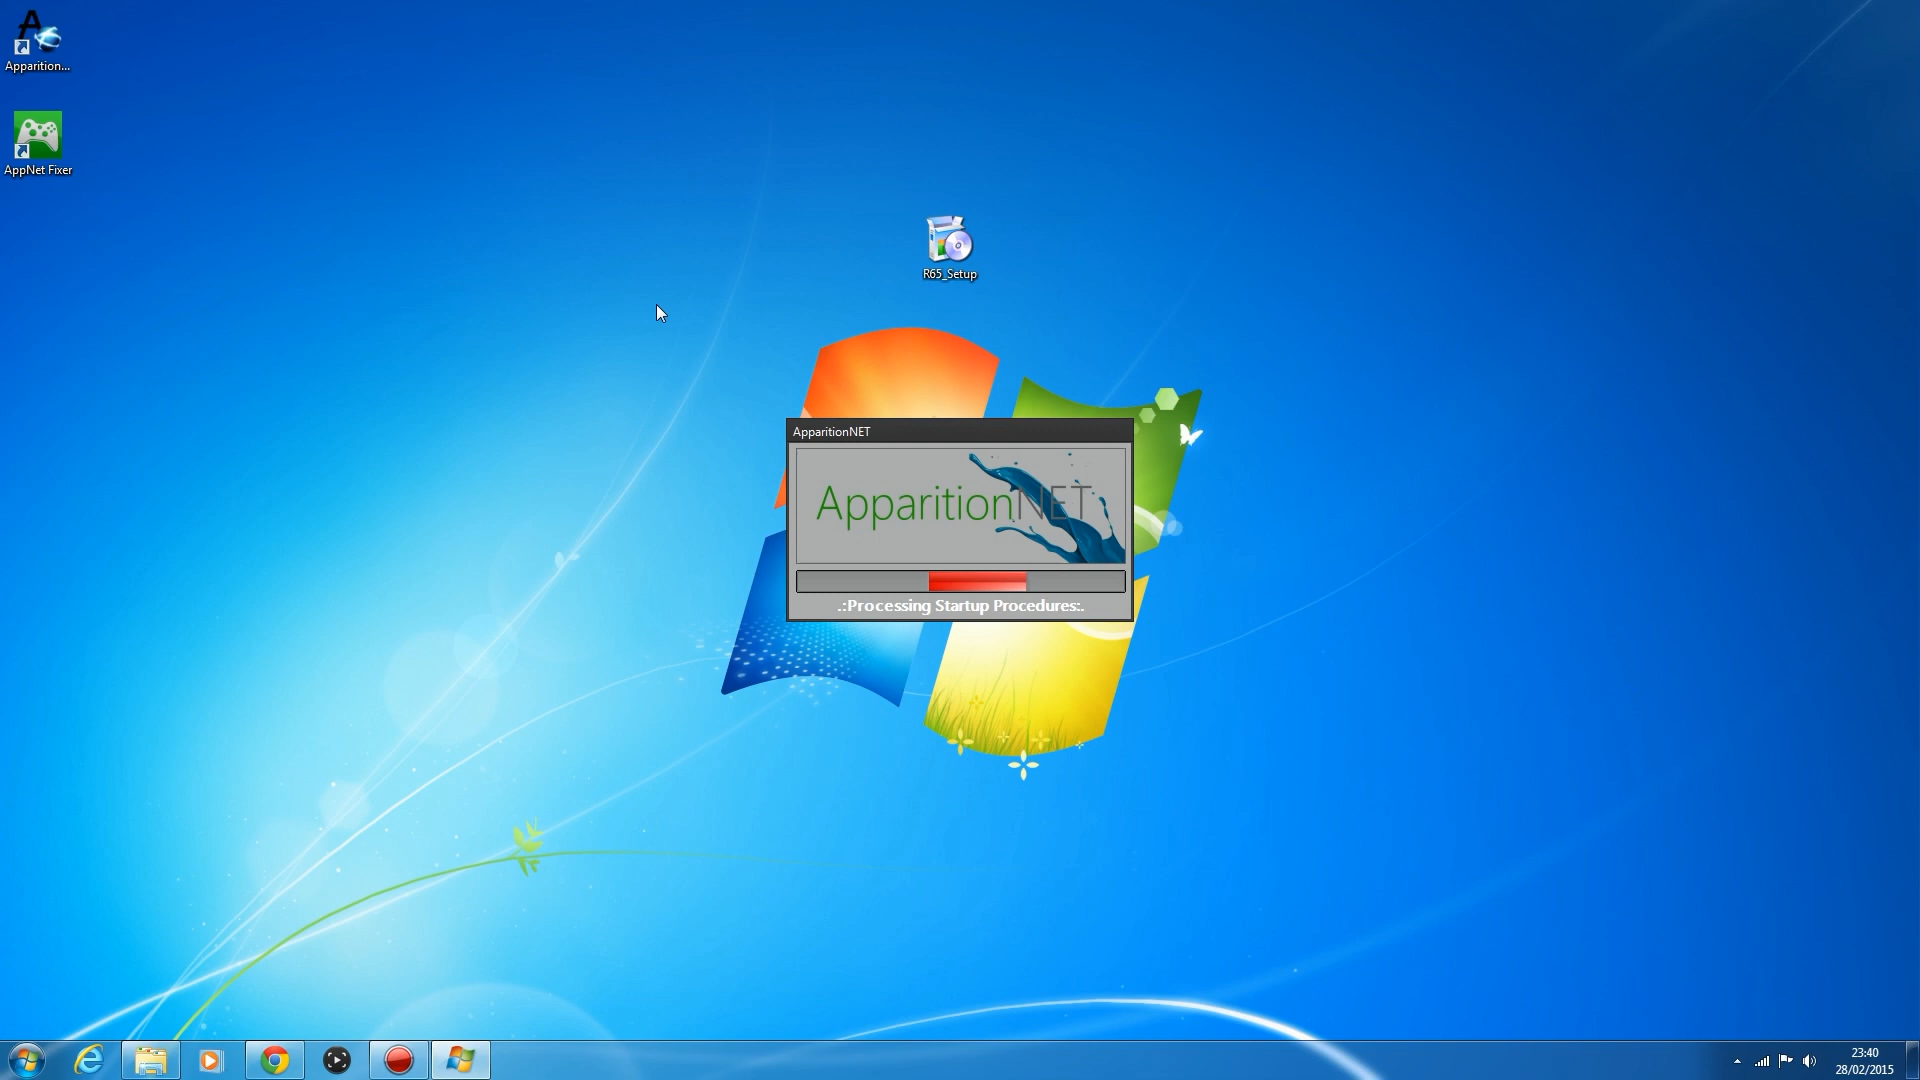 Apparition...
AppNet Fixer
R65_Setup
ApparitionNET
ApparitionNET
.:Processing Startup Procedures:.
23:40
28/02/2015